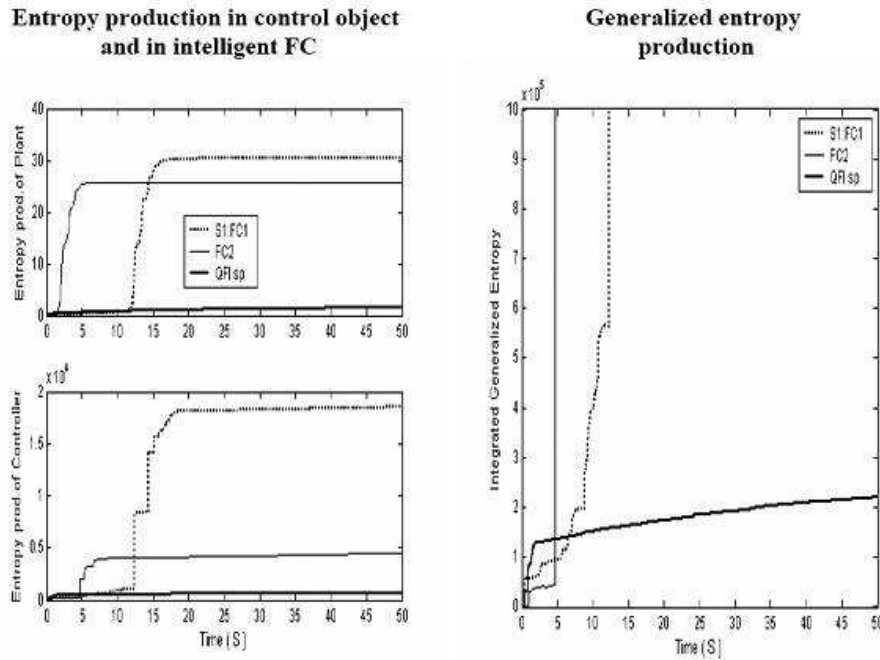 Entropy production in control object
and in intelligent FC
Generalized entropy
production
Entropy prod. of Plant
40
30
20
10
0
S1:FC1
FC2
QFI sp
0 5 10 15 20 25 30 35 40 45 50
Entropy prod. of Controller
x10⁴
2
1.5
1
0.5
0
0 5 10 15 20 25 30 35 40 45 50
Time (S)
Integrated Generalized Entropy
x10⁵
10
9
8
7
6
5
4
3
2
1
0
S1:FC1
FC2
QFI sp
0 5 10 15 20 25 30 35 40 45 50
Time (S)